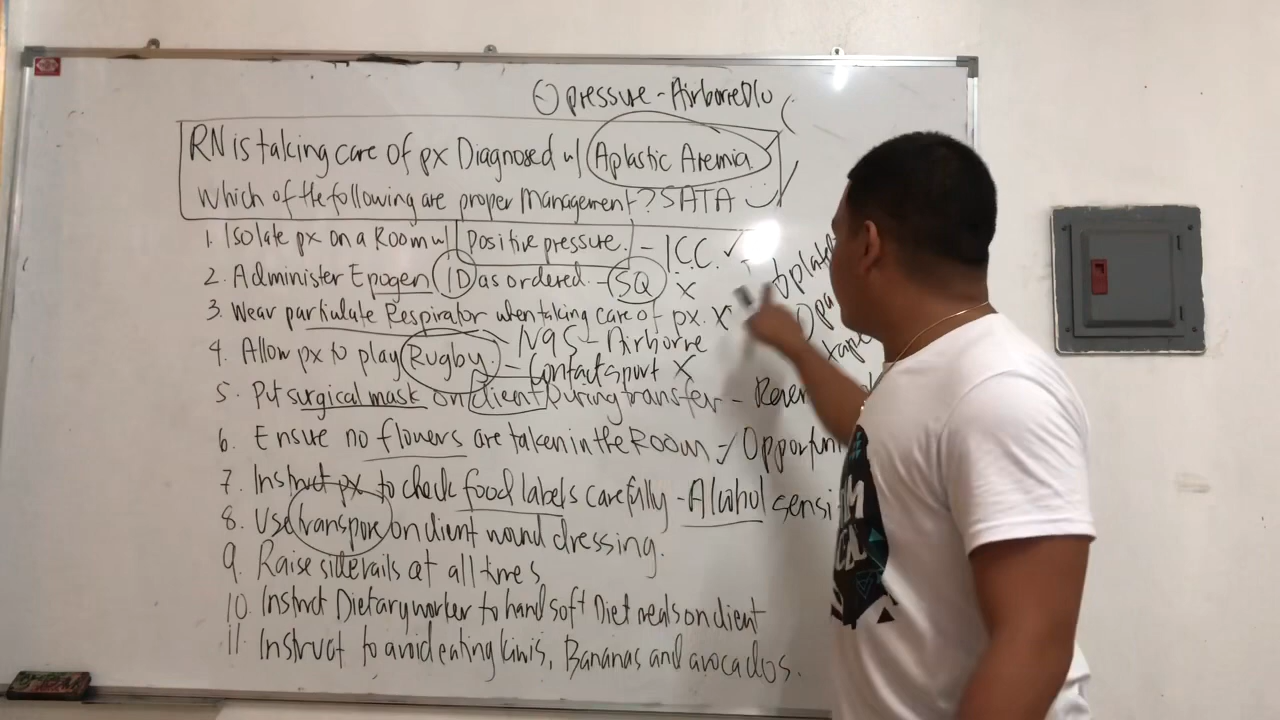 ⊖ pressure - Airborne Dlo
RN is taking care of px Diagnosed w/ Aplastic Anemia
Which of the following are proper Management? SATA
1. Isolate px on a Room w/ positive pressure. - ICC. ✓
2. Administer Epogen ID as ordered. - SQ x
3. Wear particulate Respirator when taking care of px. x
N95 - Airborne
4. Allow px to play Rugby - Contact sport x
5. Put surgical mask on client During transfer -
6. Ensure no flowers are taken in the Room - Opportuni
7. Instruct px to check food labels carefully - Alcohol sensi
8. Use transpore on client wound dressing.
9. Raise siderails at all times
10. Instruct Dietary worker to hand soft Diet meals on client
11. Instruct to avoid eating kiwis, Bananas and avocados.